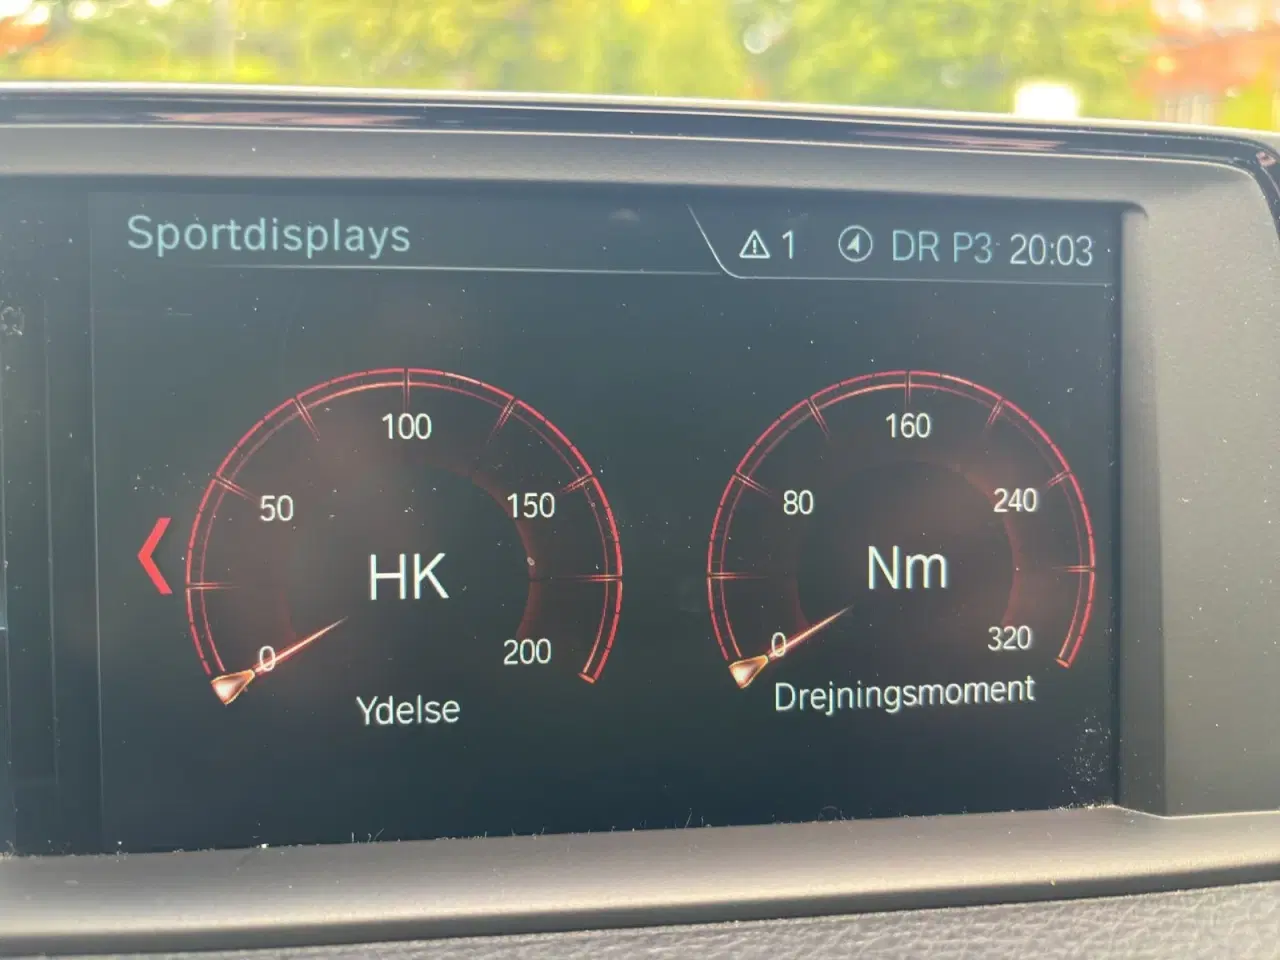 Sportdisplays
1 DR P3 20:03
0 50 100 150 200
HK
Ydelse
0 80 160 240 320
Nm
Drejningsmoment